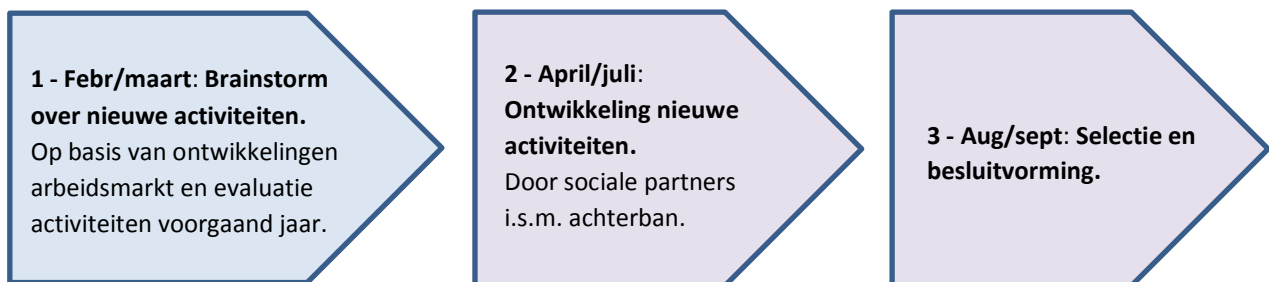 1 - Febr/maart: Brainstorm
over nieuwe activiteiten.
Op basis van ontwikkelingen
arbeidsmarkt en evaluatie
activiteiten voorgaand jaar.
2 - April/juli:
Ontwikkeling nieuwe
activiteiten.
Door sociale partners
i.s.m. achterban.
3 - Aug/sept: Selectie en
besluitvorming.